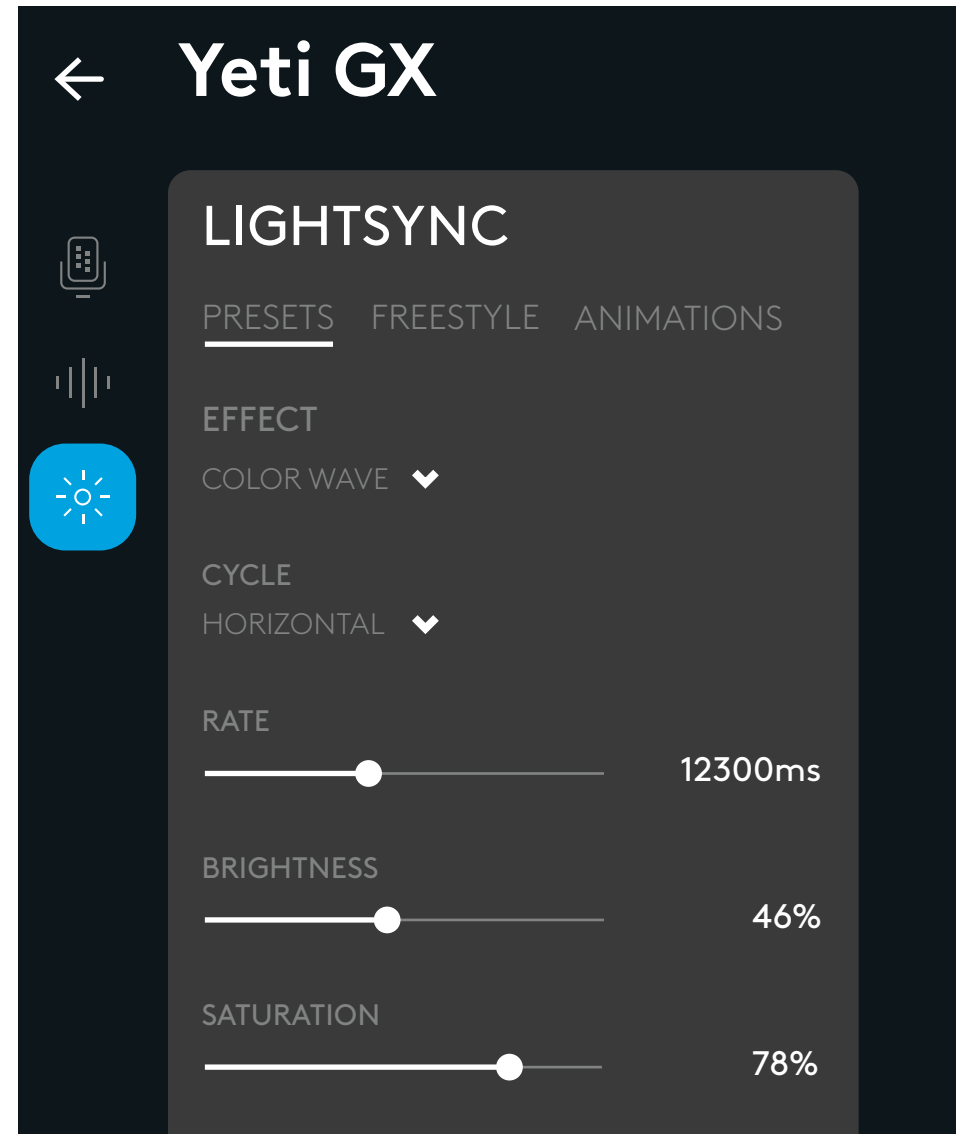 Yeti GX
LIGHTSYNC
PRESETS FREESTYLE ANIMATIONS
EFFECT
COLOR WAVE
CYCLE
HORIZONTAL
RATE
12300ms
BRIGHTNESS
46%
SATURATION
78%